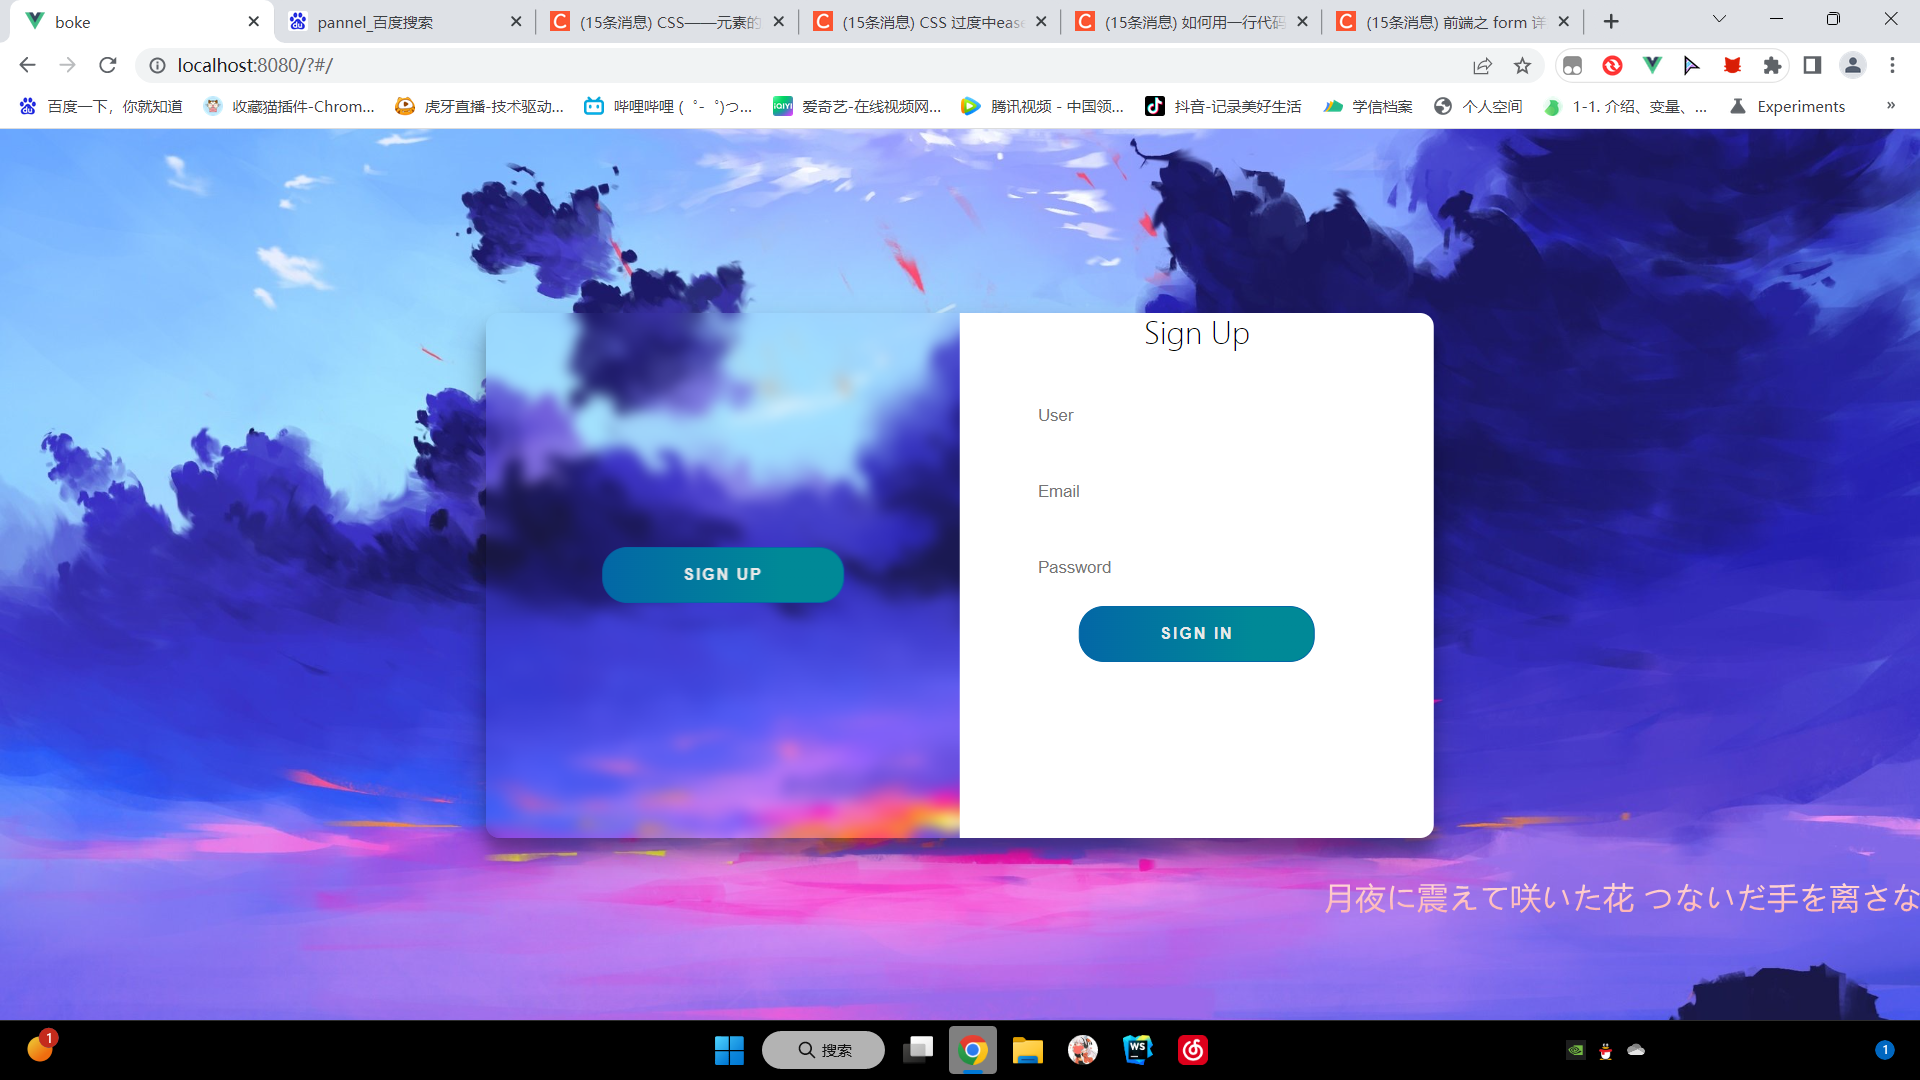 boke
pannel_百度搜索
(15条消息) CSS——元素的
(15条消息) CSS 过度中ease
(15条消息) 如何用一行代码
(15条消息) 前端之 form 详
localhost:8080/?#/
百度一下，你就知道
收藏猫插件-Chrom...
虎牙直播-技术驱动...
哔哩哔哩 (゜-゜)つ...
爱奇艺-在线视频网...
腾讯视频 - 中国领...
抖音-记录美好生活
学信档案
个人空间
1-1. 介绍、变量、...
Experiments
»
Sign Up
User
Email
Password
SIGN UP
SIGN IN
月夜に震えて咲いた花 つないだ手を离さな
1
搜索
WS
1